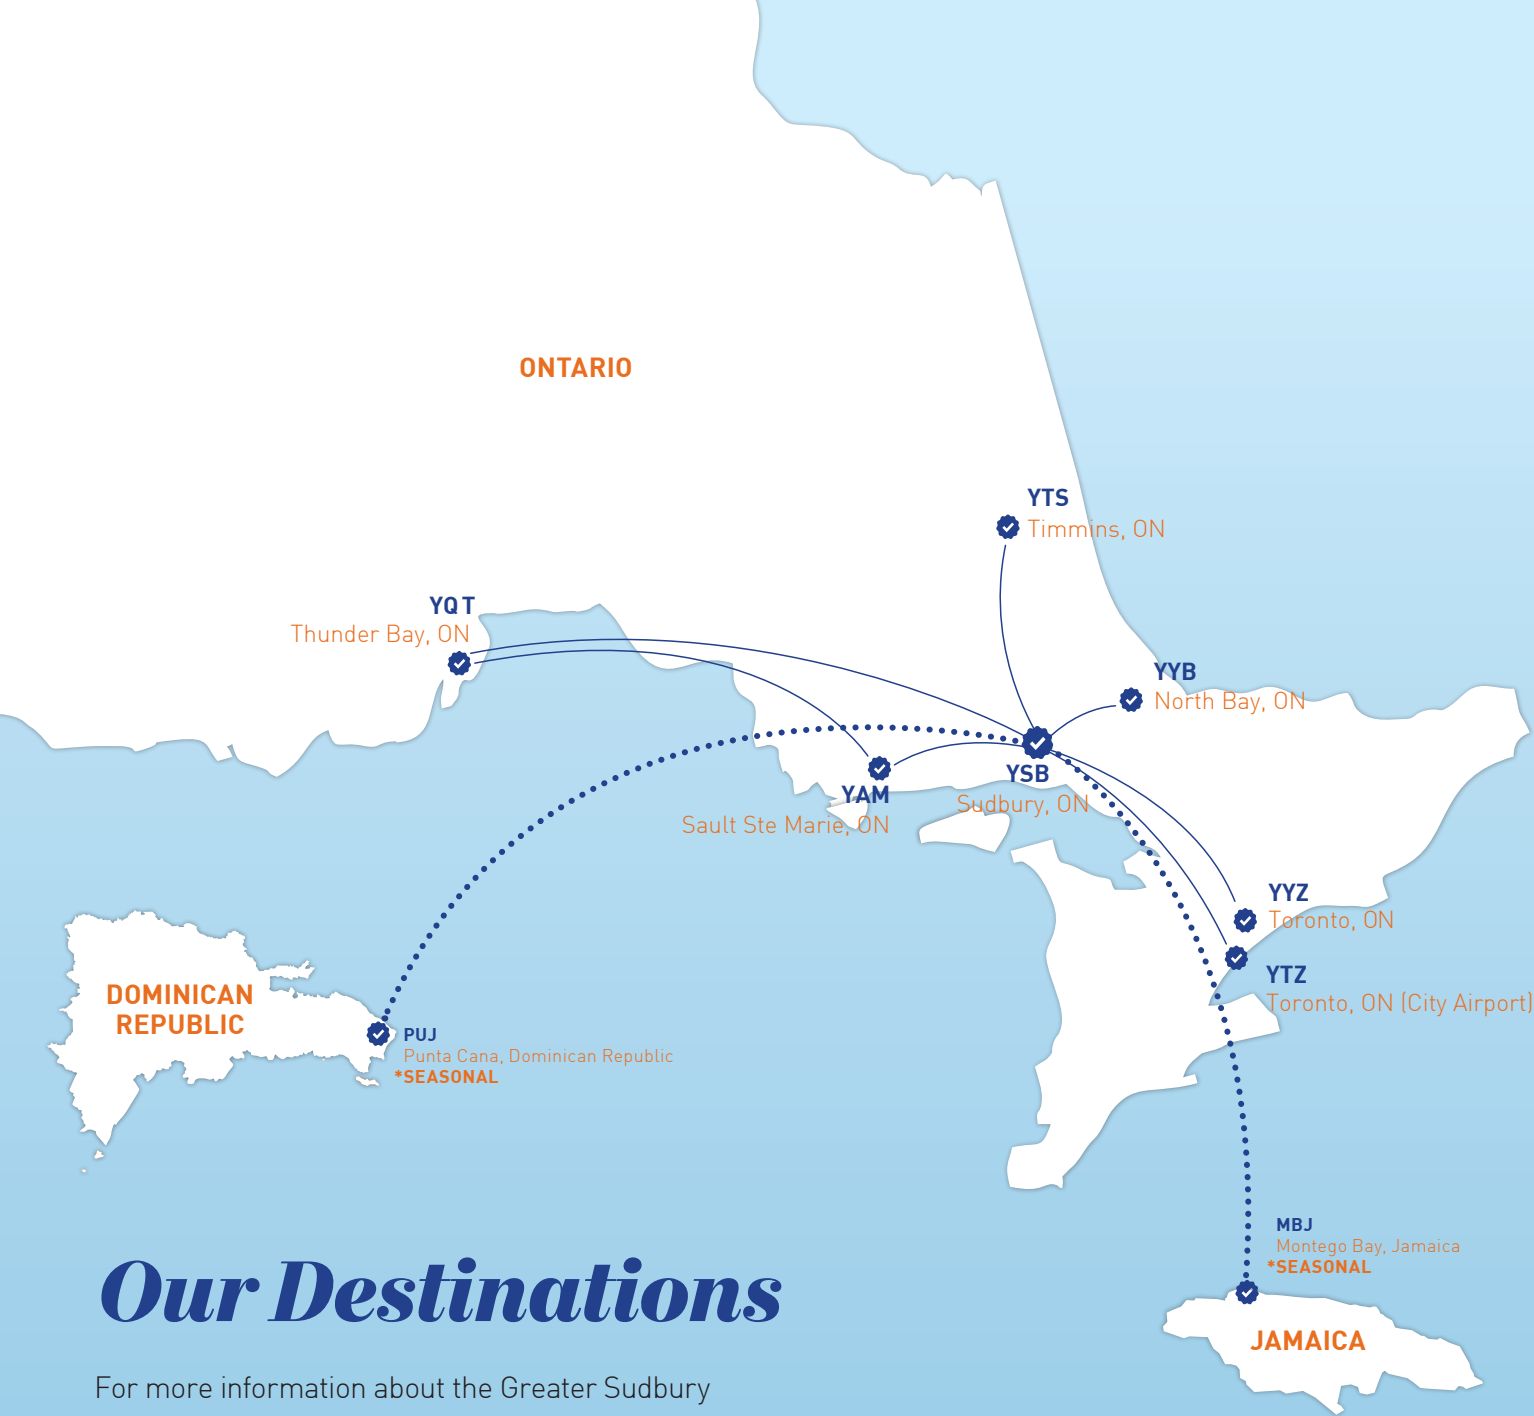 ONTARIO
YTS
Timmins, ON
YQT
Thunder Bay, ON
YYB
North Bay, ON
YSB
Sudbury, ON
YAM
Sault Ste Marie, ON
YYZ
Toronto, ON
YTZ
Toronto, ON (City Airport)
DOMINICAN
REPUBLIC
PUJ
Punta Cana, Dominican Republic
*SEASONAL
MBJ
Montego Bay, Jamaica
*SEASONAL
JAMAICA
Our Destinations
For more information about the Greater Sudbury